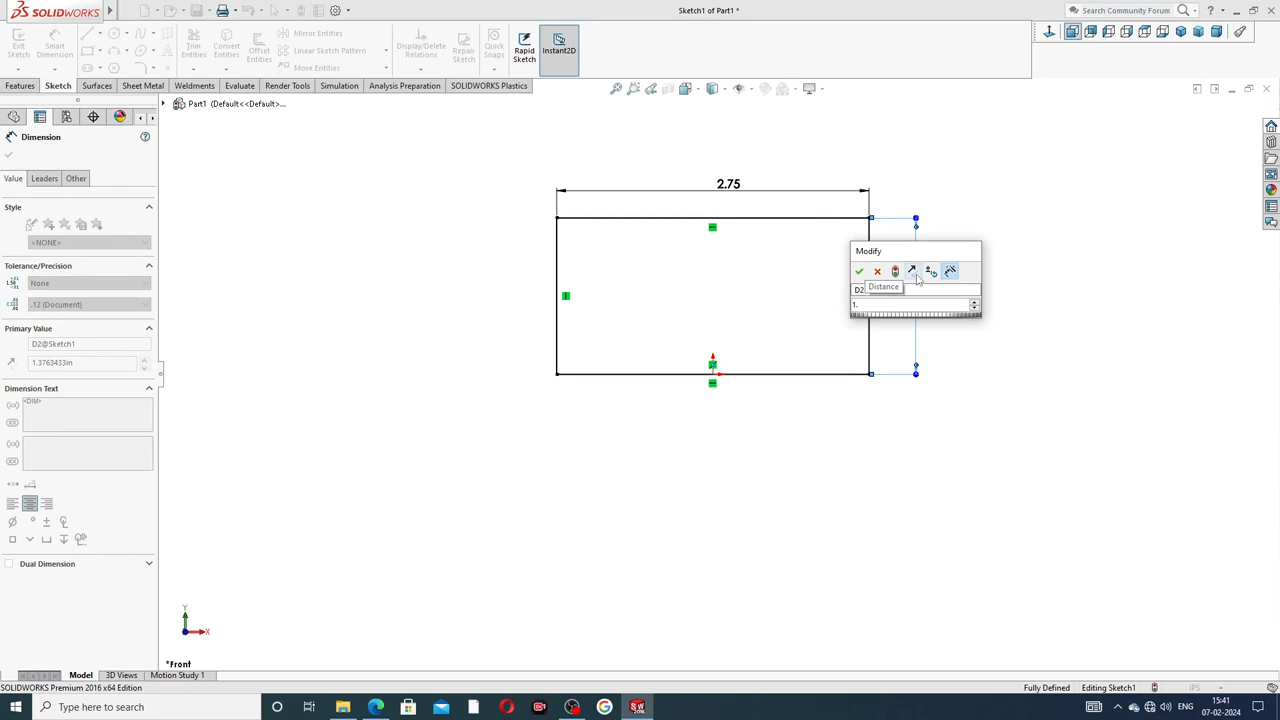 SOLIDWORKS
Sketch1 of Part1 *
Search Community Forum
Exit Sketch
Smart Dimension
Trim Entities
Convert Entities
Offset Entities
Mirror Entities
Linear Sketch Pattern
Move Entities
Display/Delete Relations
Repair Sketch
Quick Snaps
Rapid Sketch
Instant2D
Features
Sketch
Surfaces
Sheet Metal
Weldments
Evaluate
Render Tools
Simulation
Analysis Preparation
SOLIDWORKS Plastics
Part1 (Default<<Default>...
Dimension
Value
Leaders
Other
Style
<NONE>
Tolerance/Precision
None
.12 (Document)
Primary Value
D2@Sketch1
1.3763433in
Dimension Text
<DIM>
Dual Dimension
2.75
Modify
Distance
D2
1.
Y
X
*Front
Model
3D Views
Motion Study 1
SOLIDWORKS Premium 2016 x64 Edition
Fully Defined
Editing Sketch1
IPS
Type here to search
ENG
15:41
07-02-2024